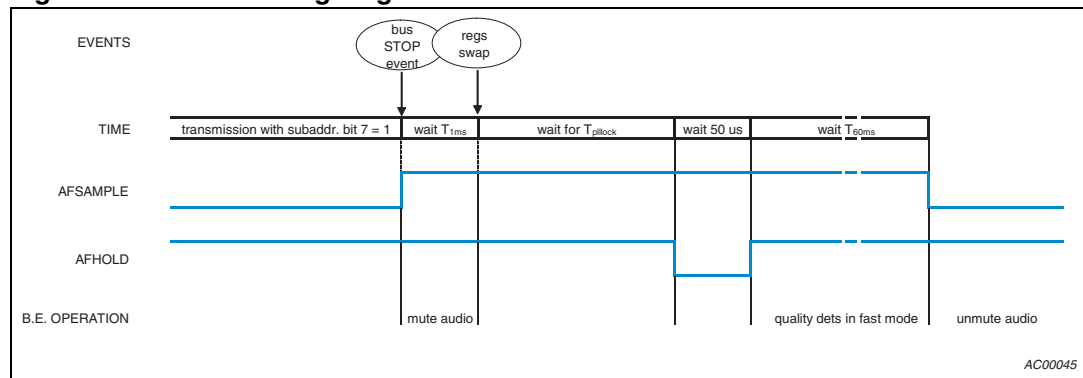 EVENTS
bus
STOP
event
regs
swap
TIME
transmission with subaddr. bit 7 = 1
wait T1ms
wait for Tplllock
wait 50 us
wait T60ms
AFSAMPLE
AFHOLD
B.E. OPERATION
mute audio
quality dets in fast mode
unmute audio
AC00045